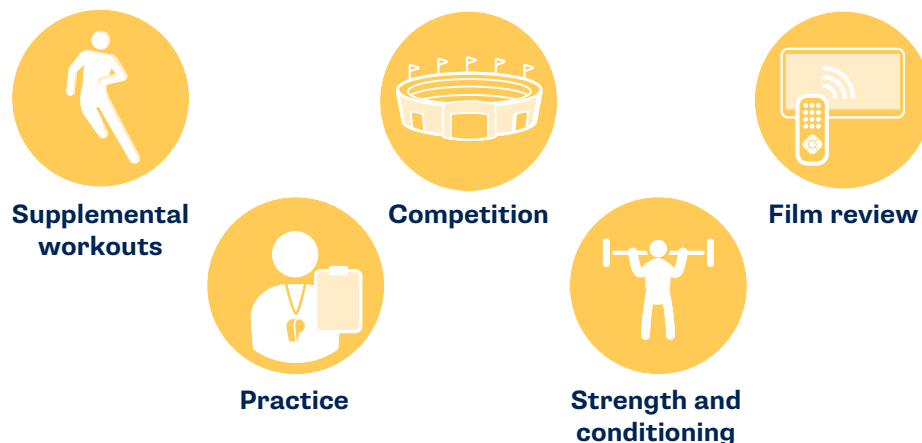 Supplemental
workouts
Competition
Film review
Practice
Strength and
conditioning